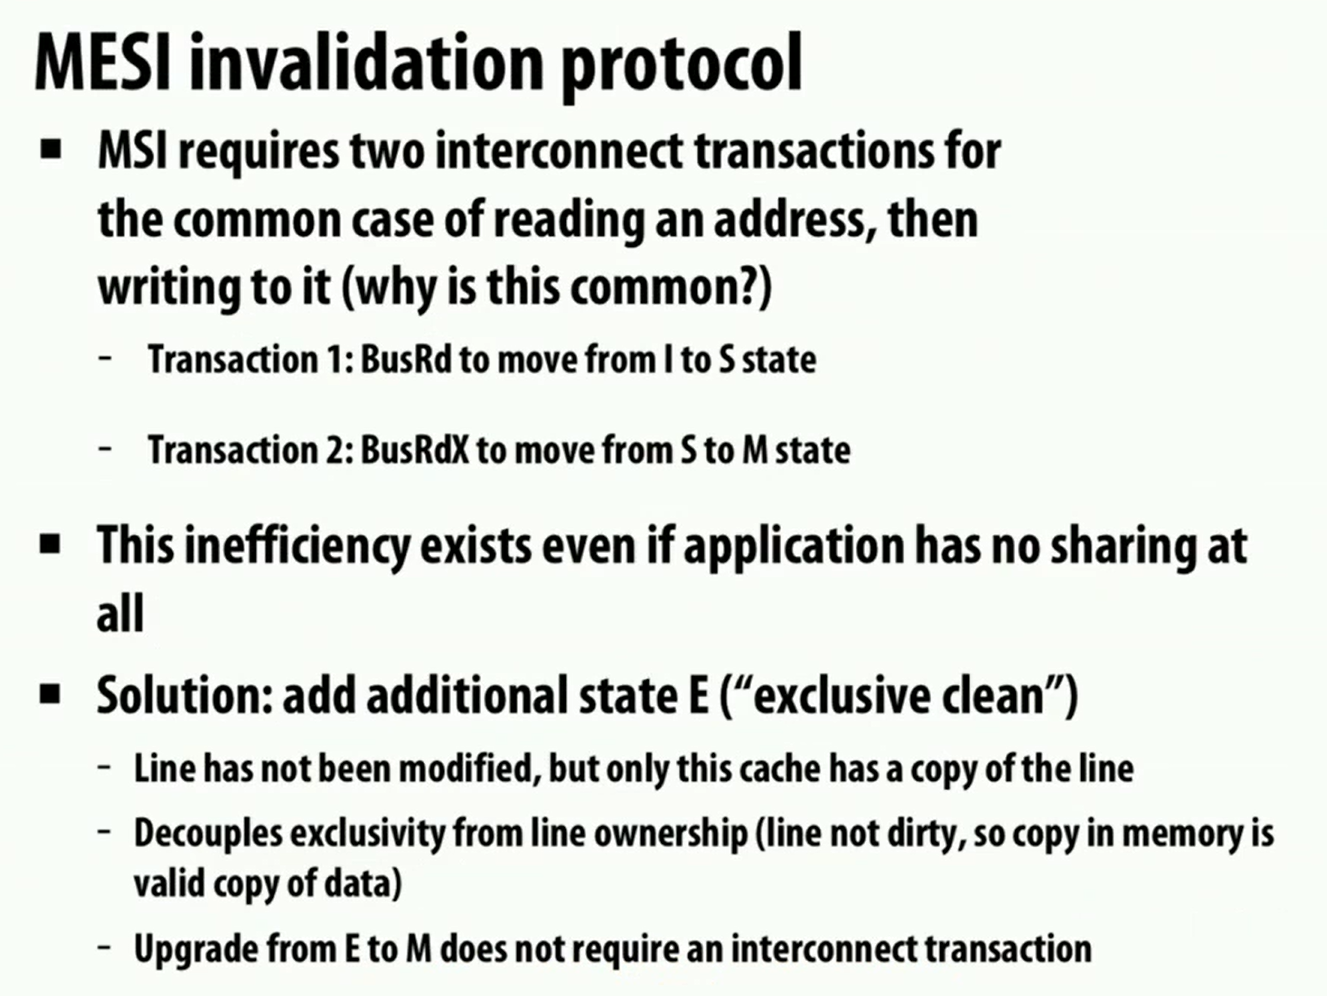 MESI invalidation protocol
▪ MSI requires two interconnect transactions for
the common case of reading an address, then
writing to it (why is this common?)
- Transaction 1: BusRd to move from I to S state
- Transaction 2: BusRdX to move from S to M state
▪ This inefficiency exists even if application has no sharing at
all
▪ Solution: add additional state E (“exclusive clean”)
- Line has not been modified, but only this cache has a copy of the line
- Decouples exclusivity from line ownership (line not dirty, so copy in memory is
valid copy of data)
- Upgrade from E to M does not require an interconnect transaction